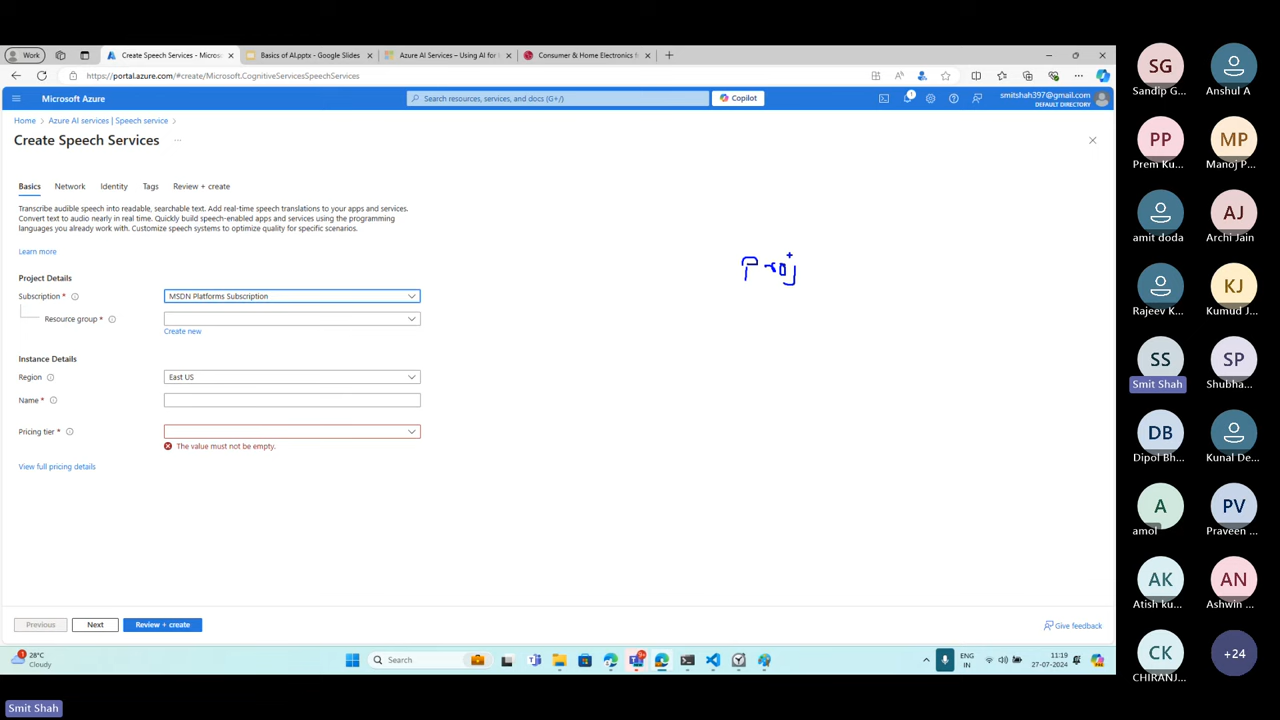 Work
Create Speech Services - Micros
Basics of AI.pptx - Google Slides
Azure AI Services – Using AI for
Consumer & Home Electronics f
https://portal.azure.com/#create/Microsoft.CognitiveServicesSpeechServices
Microsoft Azure
Search resources, services, and docs (G+/)
Copilot
1
smitshah397@gmail.com
DEFAULT DIRECTORY
Home > Azure AI services | Speech service >
Create Speech Services
...
Basics Network Identity Tags Review + create
Transcribe audible speech into readable, searchable text. Add real-time speech translations to your apps and services.
Convert text to audio nearly in real time. Quickly build speech-enabled apps and services using the programming
languages you already work with. Customize speech systems to optimize quality for specific scenarios.
Learn more
Project Details
Subscription * MSDN Platforms Subscription
Resource group *
Create new
Instance Details
Region East US
Name *
Pricing tier *
The value must not be empty.
View full pricing details
Proj
Previous Next Review + create
Give feedback
1
28°C
Cloudy
Search
ENG
IN
11:19
27-07-2024
Smit Shah
SG
Sandip G...
Anshul A
PP
Prem Ku...
MP
Manoj P...
amit doda
AJ
Archi Jain
Rajeev K...
KJ
Kumud J...
SS
Smit Shah
SP
Shubha...
DB
Dipol Bh...
Kunal De...
A
amol
PV
Praveen ...
AK
Atish ku...
AN
Ashwin ...
CK
CHIRANJ...
+24